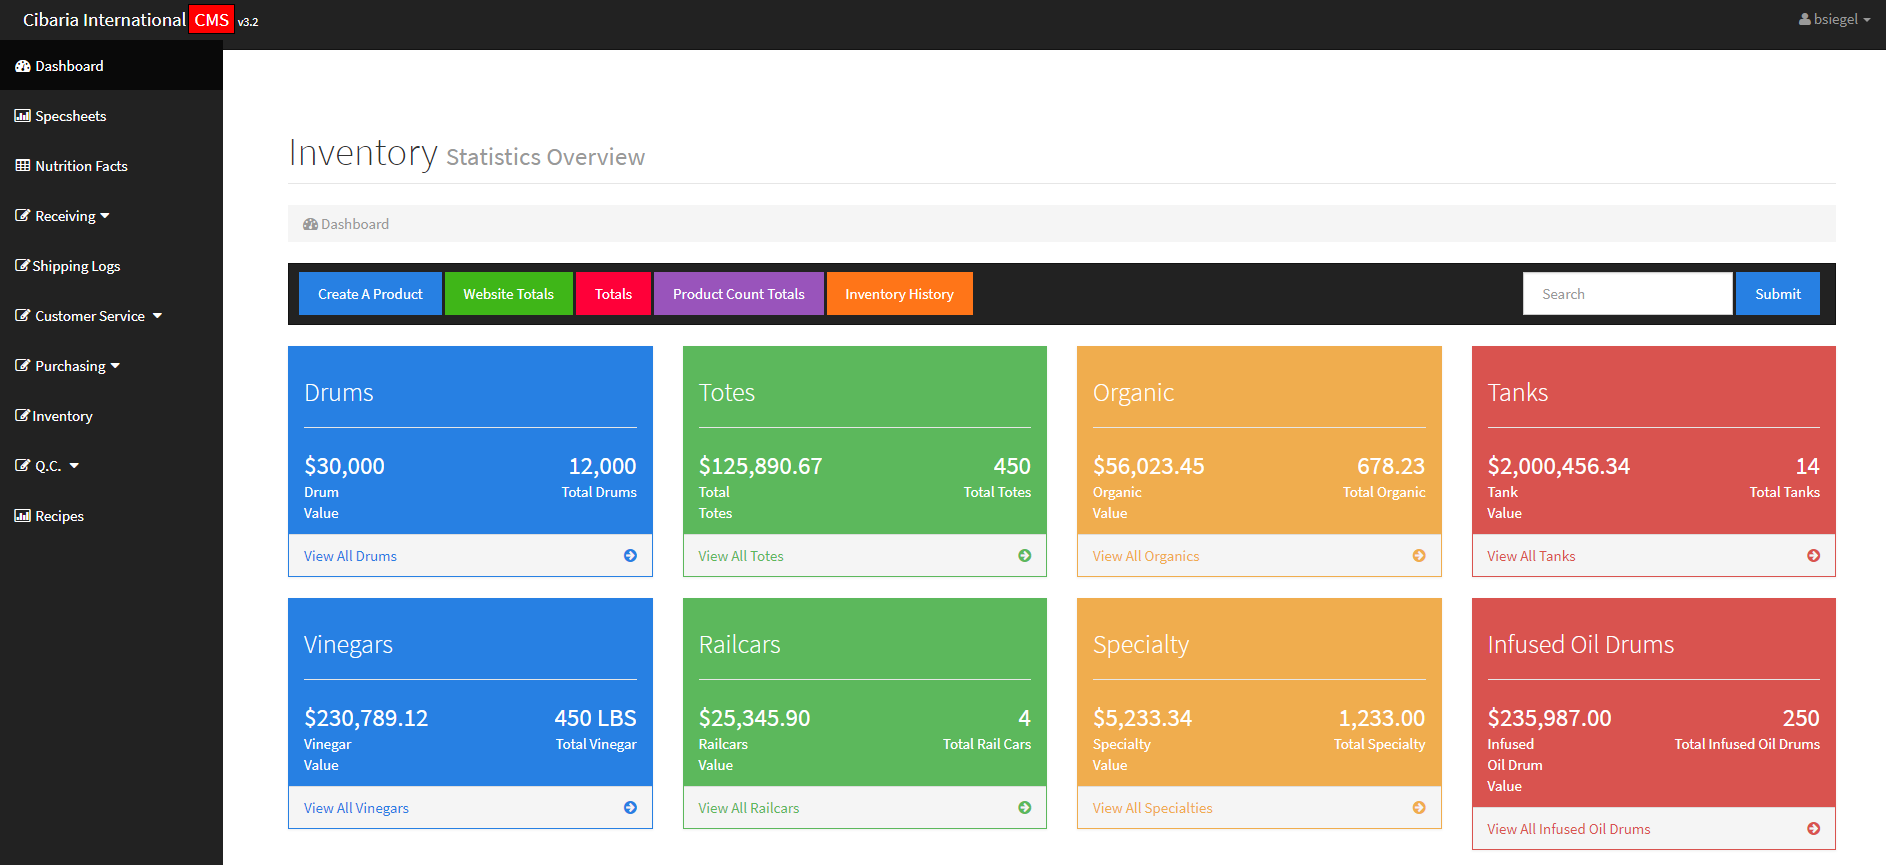 Cibaria International CMS v3.2
bsiegel
Dashboard
Specsheets
Nutrition Facts
Receiving
Shipping Logs
Customer Service
Purchasing
Inventory
Q.C.
Recipes
Inventory Statistics Overview
Dashboard
Create A Product Website Totals Totals Product Count Totals Inventory History Search Submit
Drums
$30,000 12,000
Drum Total Drums
Value
View All Drums
Totes
$125,890.67 450
Total Total Totes
Totes
View All Totes
Organic
$56,023.45 678.23
Organic Total Organic
Value
View All Organics
Tanks
$2,000,456.34 14
Tank Total Tanks
Value
View All Tanks
Vinegars
$230,789.12 450 LBS
Vinegar Total Vinegar
Value
View All Vinegars
Railcars
$25,345.90 4
Railcars Total Rail Cars
Value
View All Railcars
Specialty
$5,233.34 1,233.00
Specialty Total Specialty
Value
View All Specialties
Infused Oil Drums
$235,987.00 250
Infused Total Infused Oil Drums
Oil Drum
Value
View All Infused Oil Drums